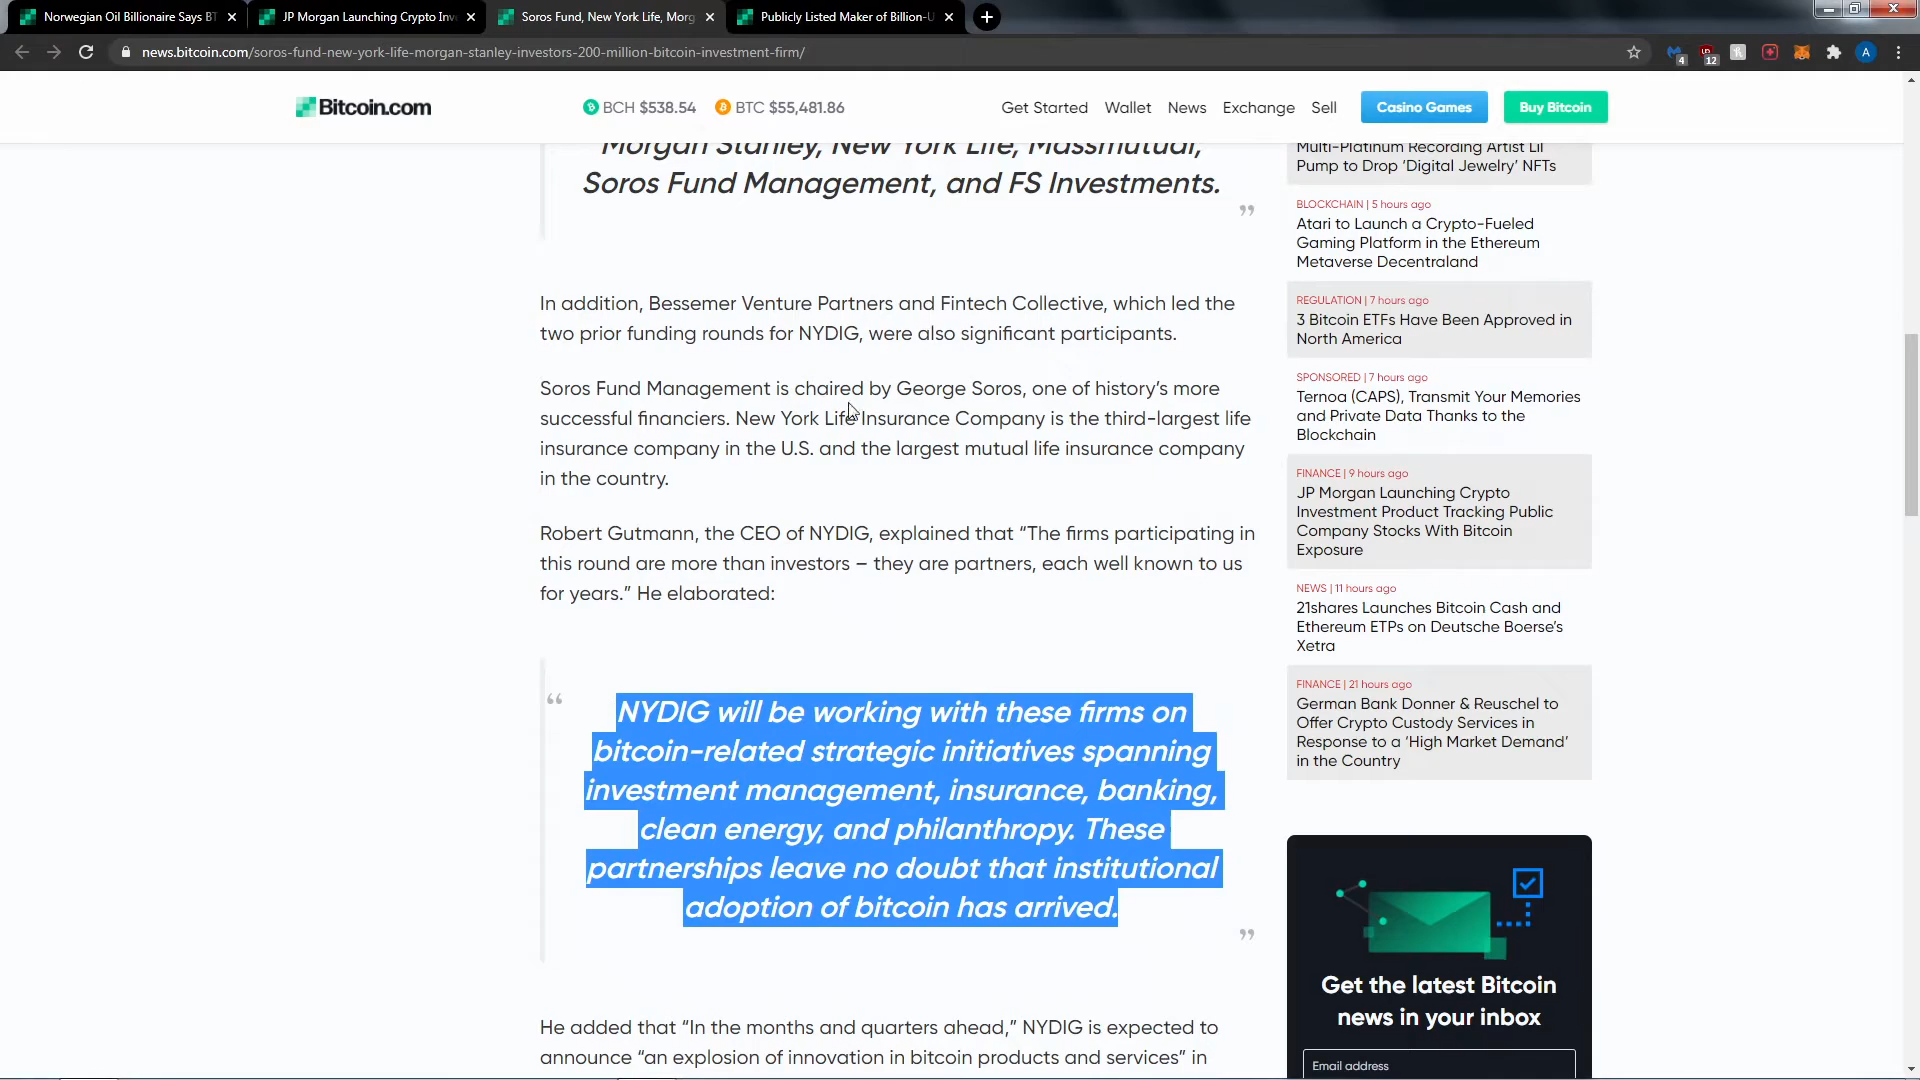 Norwegian Oil Billionaire Says BT
JP Morgan Launching Crypto Inv
Soros Fund, New York Life, Morg
Publicly Listed Maker of Billion-U
news.bitcoin.com/soros-fund-new-york-life-morgan-stanley-investors-200-million-bitcoin-investment-firm/
4
12
A
Bitcoin.com
BCH $538.54
BTC $55,481.86
Get Started
Wallet
News
Exchange
Sell
Casino Games
Buy Bitcoin
Morgan Stanley, New York Life, Massmutual,
Soros Fund Management, and FS Investments.
”
In addition, Bessemer Venture Partners and Fintech Collective, which led the
two prior funding rounds for NYDIG, were also significant participants.
Soros Fund Management is chaired by George Soros, one of history’s more
successful financiers. New York Life Insurance Company is the third-largest life
insurance company in the U.S. and the largest mutual life insurance company
in the country.
Robert Gutmann, the CEO of NYDIG, explained that “The firms participating in
this round are more than investors – they are partners, each well known to us
for years.” He elaborated:
“
NYDIG will be working with these firms on
bitcoin-related strategic initiatives spanning
investment management, insurance, banking,
clean energy, and philanthropy. These
partnerships leave no doubt that institutional
adoption of bitcoin has arrived.
”
He added that “In the months and quarters ahead,” NYDIG is expected to
announce “an explosion of innovation in bitcoin products and services” in
Multi-Platinum Recording Artist Lil
Pump to Drop ‘Digital Jewelry’ NFTs
BLOCKCHAIN | 5 hours ago
Atari to Launch a Crypto-Fueled
Gaming Platform in the Ethereum
Metaverse Decentraland
REGULATION | 7 hours ago
3 Bitcoin ETFs Have Been Approved in
North America
SPONSORED | 7 hours ago
Ternoa (CAPS), Transmit Your Memories
and Private Data Thanks to the
Blockchain
FINANCE | 9 hours ago
JP Morgan Launching Crypto
Investment Product Tracking Public
Company Stocks With Bitcoin
Exposure
NEWS | 11 hours ago
21shares Launches Bitcoin Cash and
Ethereum ETPs on Deutsche Boerse’s
Xetra
FINANCE | 21 hours ago
German Bank Donner & Reuschel to
Offer Crypto Custody Services in
Response to a ‘High Market Demand’
in the Country
Get the latest Bitcoin
news in your inbox
Email address